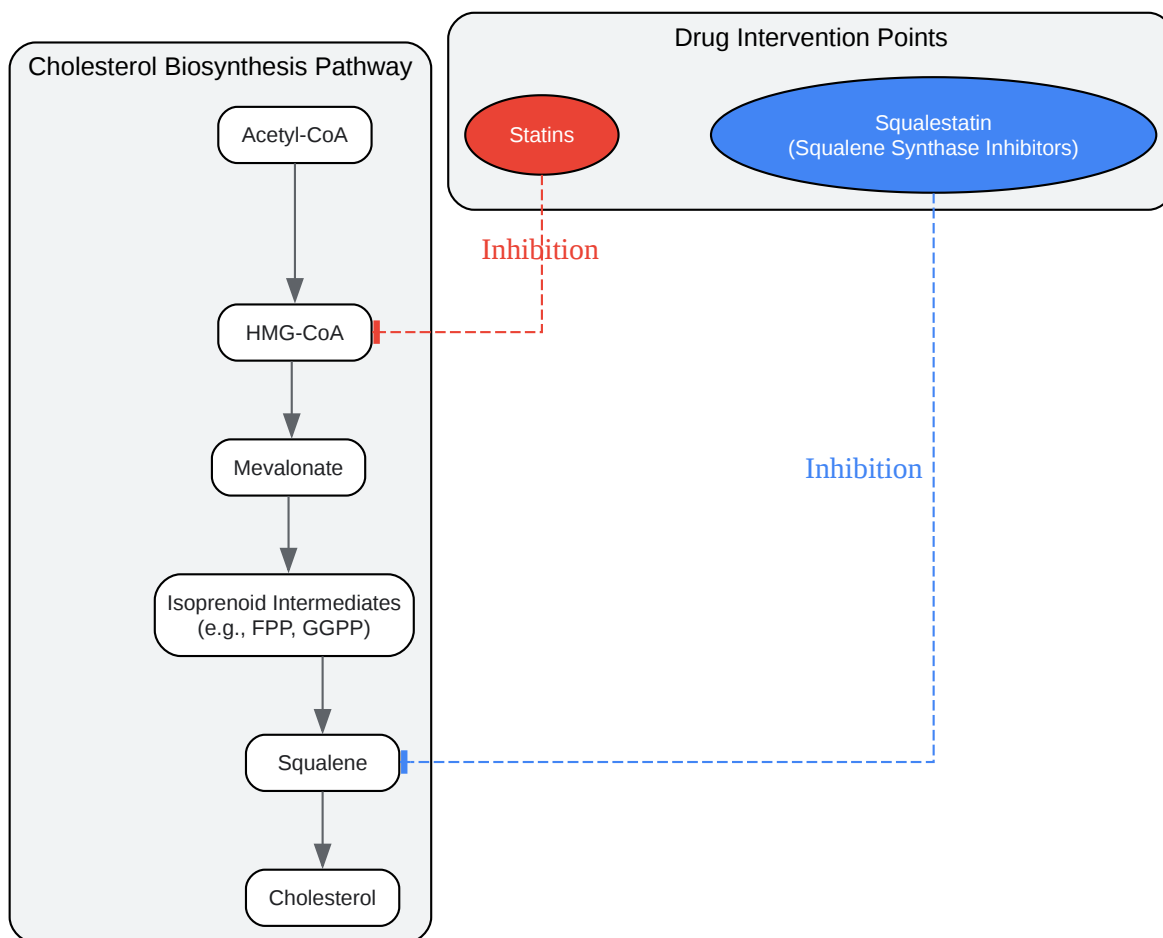 Cholesterol Biosynthesis Pathway
Acetyl-CoA
HMG-CoA
Mevalonate
Isoprenoid Intermediates
(e.g., FPP, GGPP)
Squalene
Cholesterol
Drug Intervention Points
Statins
Squalestatin
(Squalene Synthase Inhibitors)
Inhibition
Inhibition